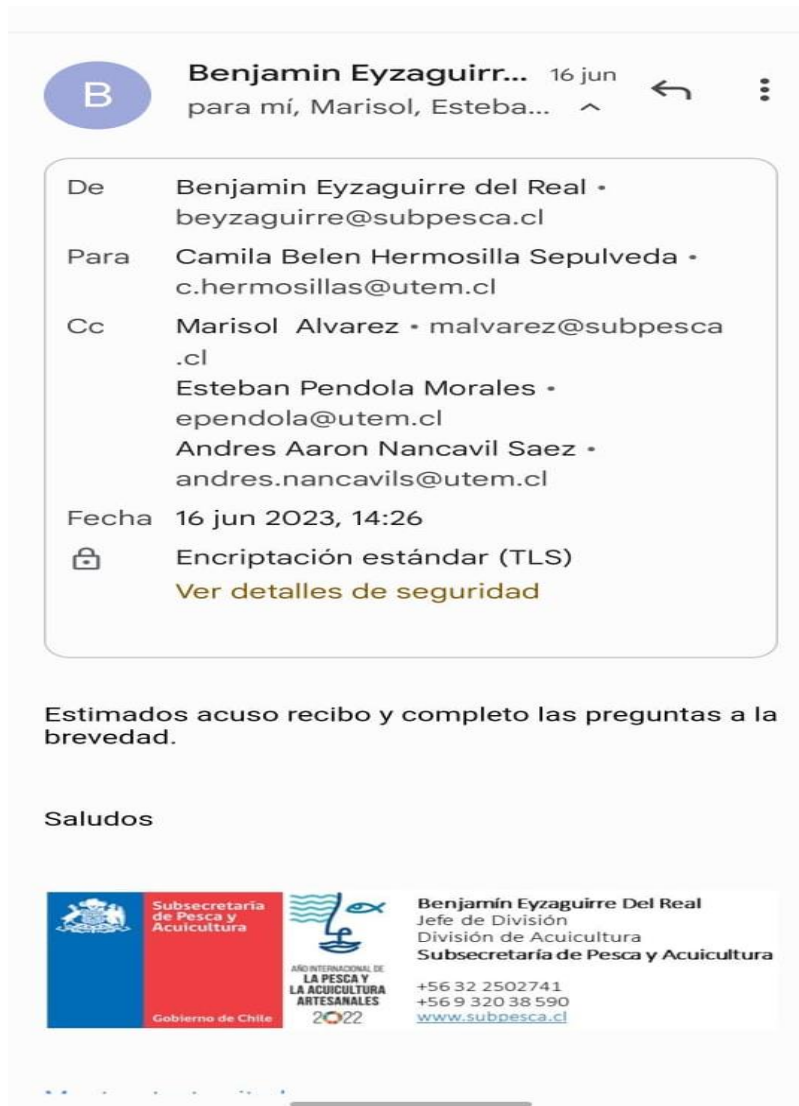 B
Benjamin Eyzaguirr... 16 jun
para mí, Marisol, Esteba...
De Benjamin Eyzaguirre del Real •
beyzaguirre@subpesca.cl
Para Camila Belen Hermosilla Sepulveda •
c.hermosillas@utem.cl
Cc Marisol Alvarez • malvarez@subpesca
.cl
Esteban Pendola Morales •
ependola@utem.cl
Andres Aaron Nancavil Saez •
andres.nancavils@utem.cl
Fecha 16 jun 2023, 14:26
Encriptación estándar (TLS)
Ver detalles de seguridad
Estimados acuso recibo y completo las preguntas a la
brevedad.
Saludos
Subsecretaría
de Pesca y
Acuicultura
Gobierno de Chile
AÑO INTERNACIONAL DE
LA PESCA Y
LA ACUICULTURA
ARTESANALES
2022
Benjamín Eyzaguirre Del Real
Jefe de División
División de Acuicultura
Subsecretaría de Pesca y Acuicultura
+56 32 2502741
+56 9 320 38 590
www.subpesca.cl